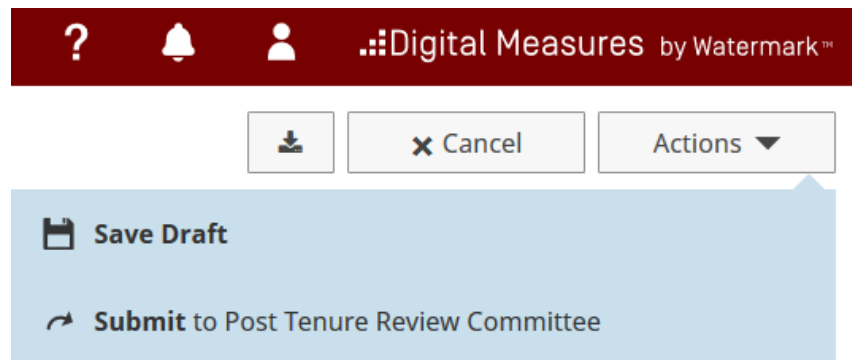 ? Digital Measures by Watermark™
Cancel Actions
Save Draft
Submit to Post Tenure Review Committee